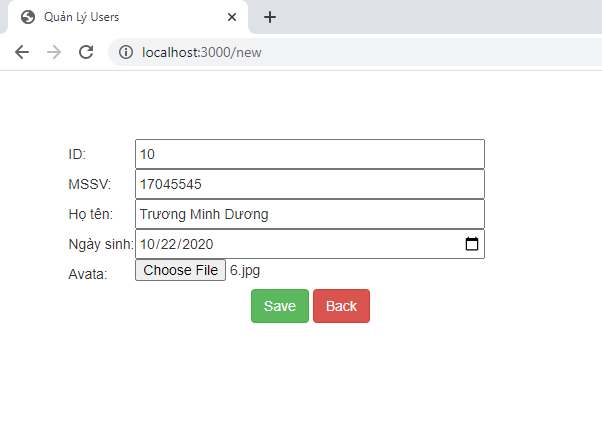 Quản Lý Users
localhost:3000/new
ID: 10
MSSV: 17045545
Họ tên: Trương Minh Dương
Ngày sinh: 10/22/2020
Avata: Choose File 6.jpg
Save Back